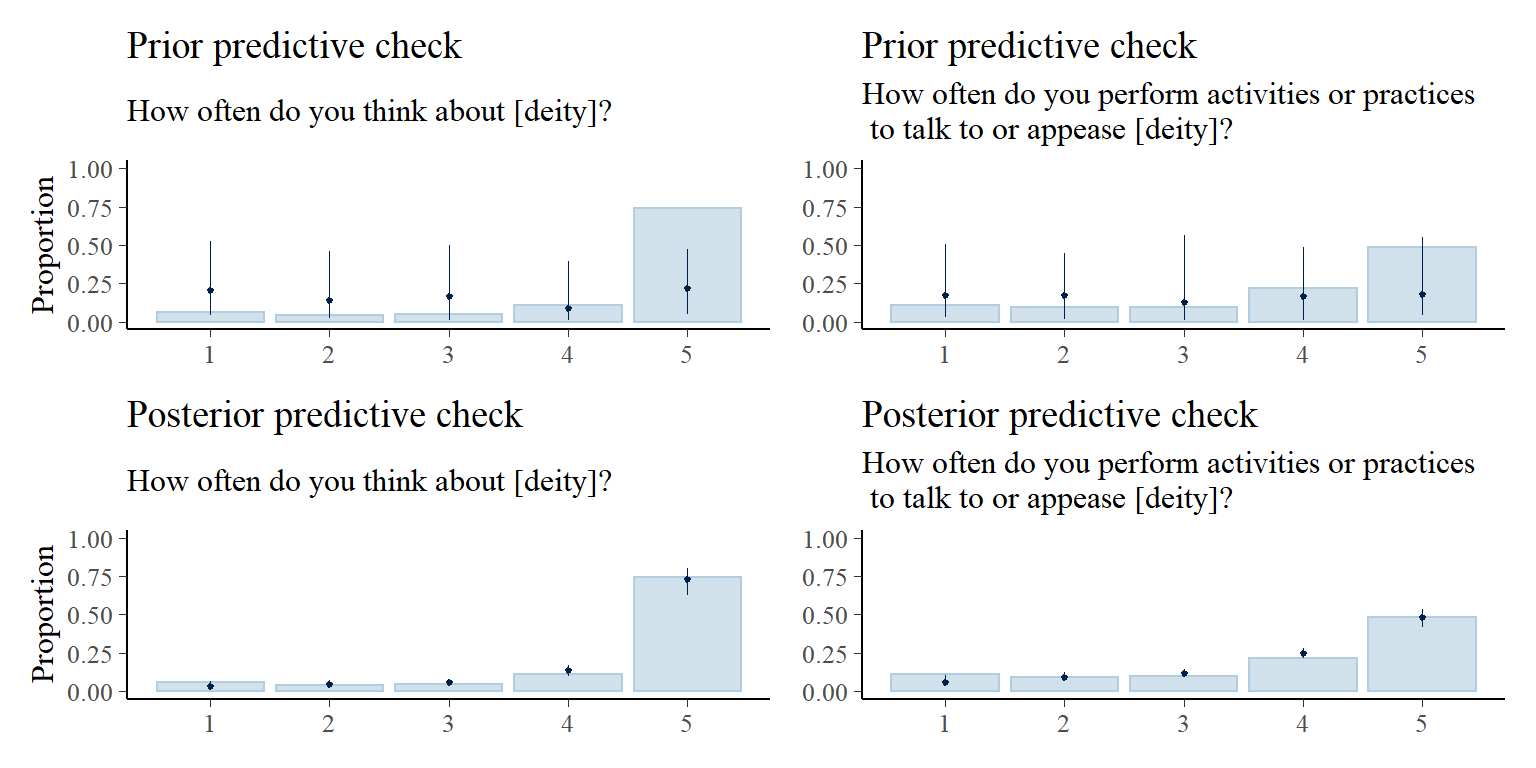 Prior predictive check
How often do you think about [deity]?
Proportion
1.00
0.75
0.50
0.25
0.00
1 2 3 4 5
Prior predictive check
How often do you perform activities or practices
to talk to or appease [deity]?
1.00
0.75
0.50
0.25
0.00
1 2 3 4 5
Posterior predictive check
How often do you think about [deity]?
Proportion
1.00
0.75
0.50
0.25
0.00
1 2 3 4 5
Posterior predictive check
How often do you perform activities or practices
to talk to or appease [deity]?
1.00
0.75
0.50
0.25
0.00
1 2 3 4 5